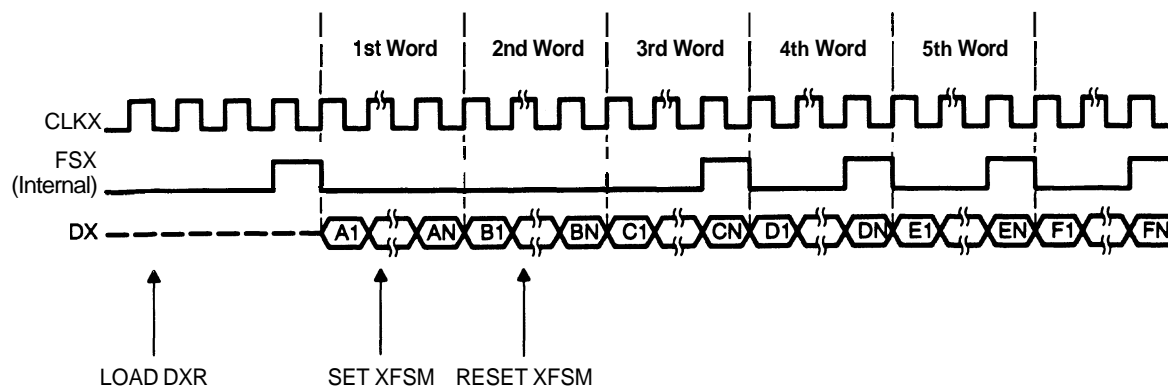 1st Word 2nd Word 3rd Word 4th Word 5th Word
CLKX
FSX
(Internal)
DX A1 AN B1 BN C1 CN D1 DN E1 EN F1 FN
LOAD DXR SET XFSM RESET XFSM